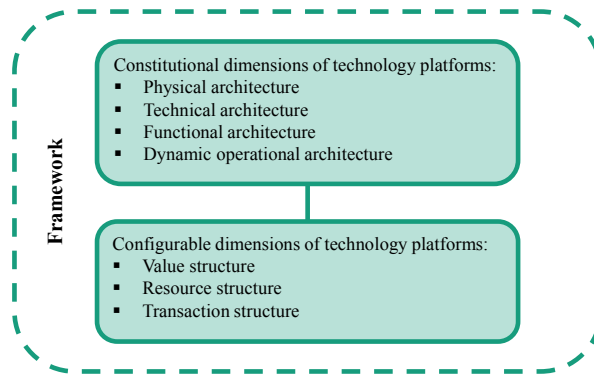 Framework
Constitutional dimensions of technology platforms:
▪ Physical architecture
▪ Technical architecture
▪ Functional architecture
▪ Dynamic operational architecture
Configurable dimensions of technology platforms:
▪ Value structure
▪ Resource structure
▪ Transaction structure